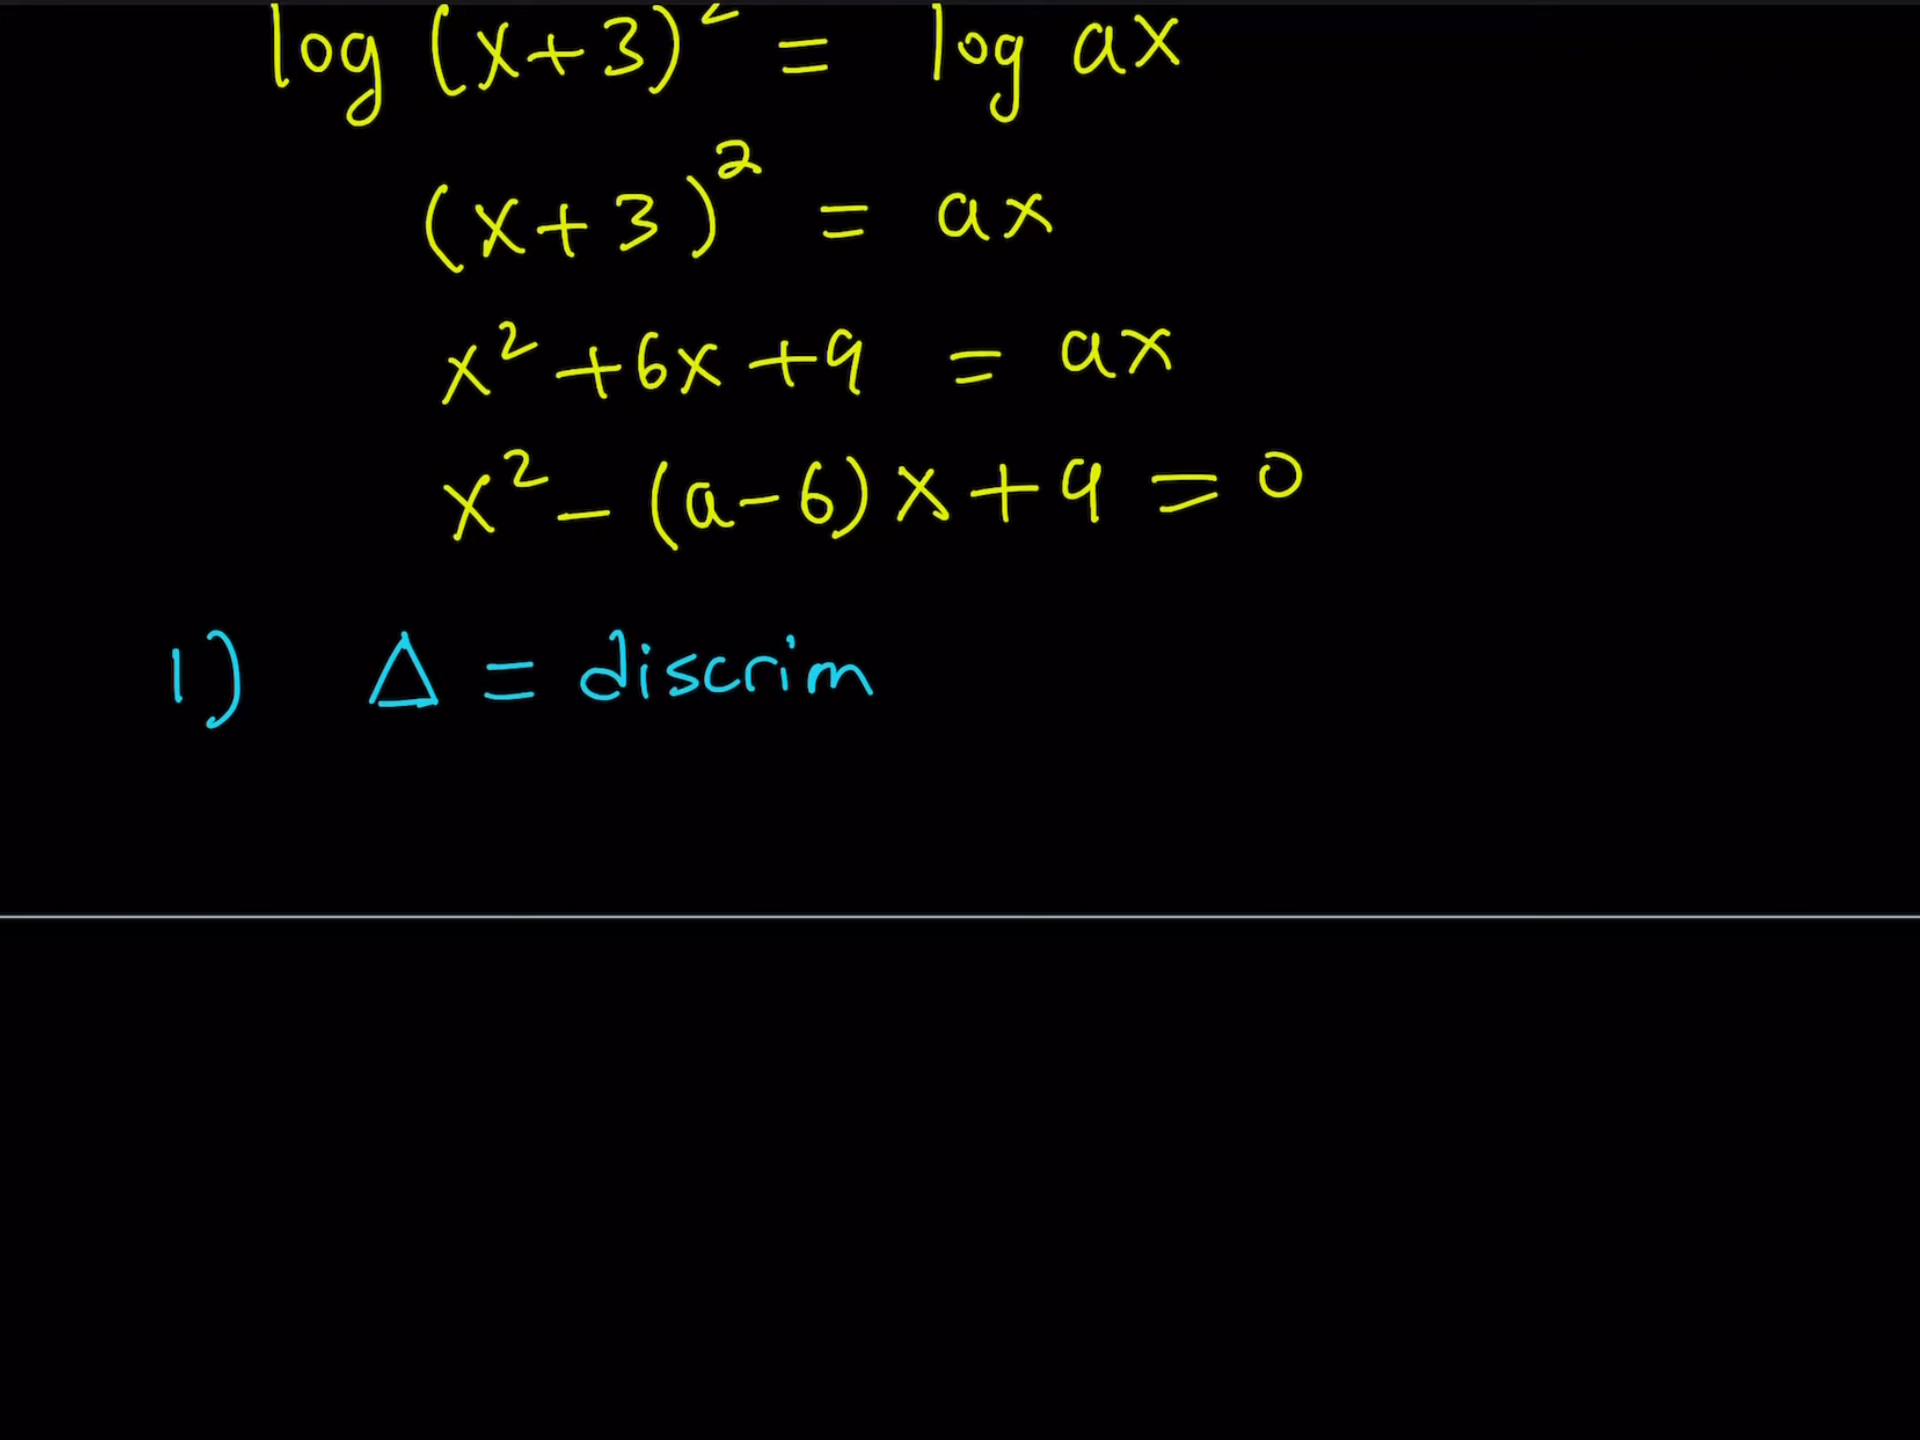 log (x+3)² = log ax
(x+3)² = ax
x² +6x +9 = ax
x² − (a−6) x + 9 = 0
1) Δ = discrim